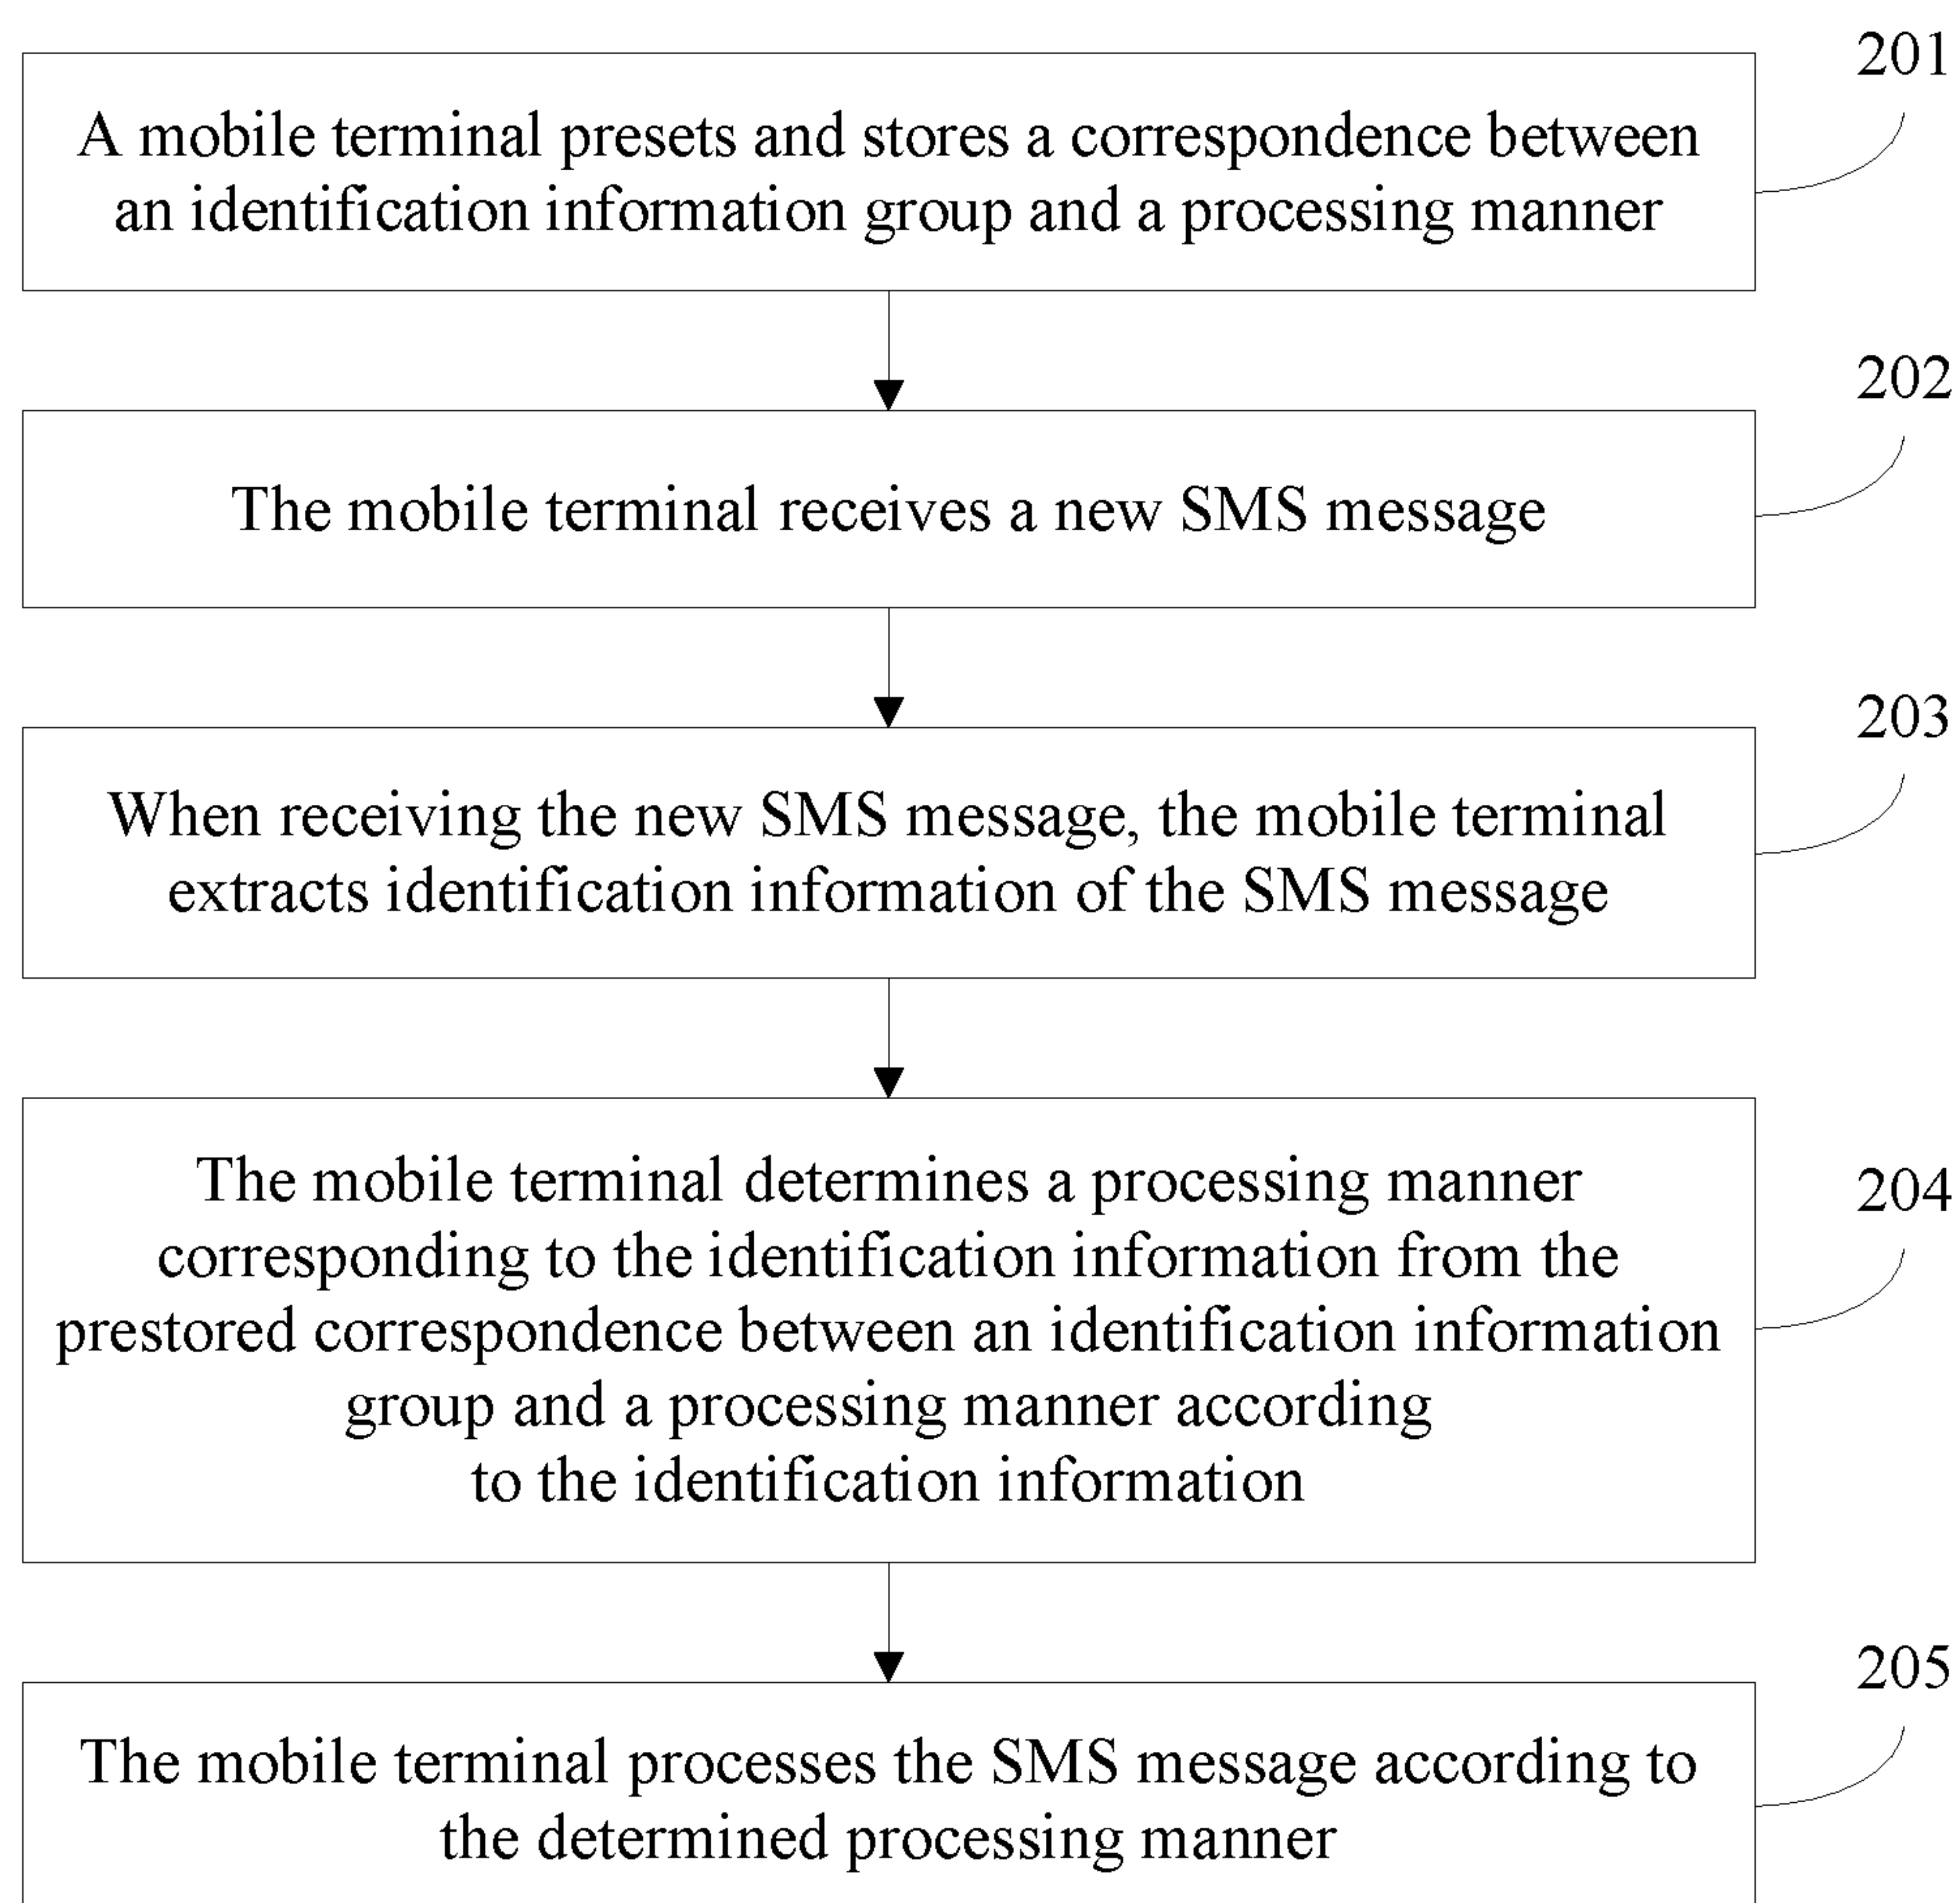 201
A mobile terminal presets and stores a correspondence between
an identification information group and a processing manner
202
The mobile terminal receives a new SMS message
203
When receiving the new SMS message, the mobile terminal
extracts identification information of the SMS message
204
The mobile terminal determines a processing manner
corresponding to the identification information from the
prestored correspondence between an identification information
group and a processing manner according
to the identification information
205
The mobile terminal processes the SMS message according to
the determined processing manner